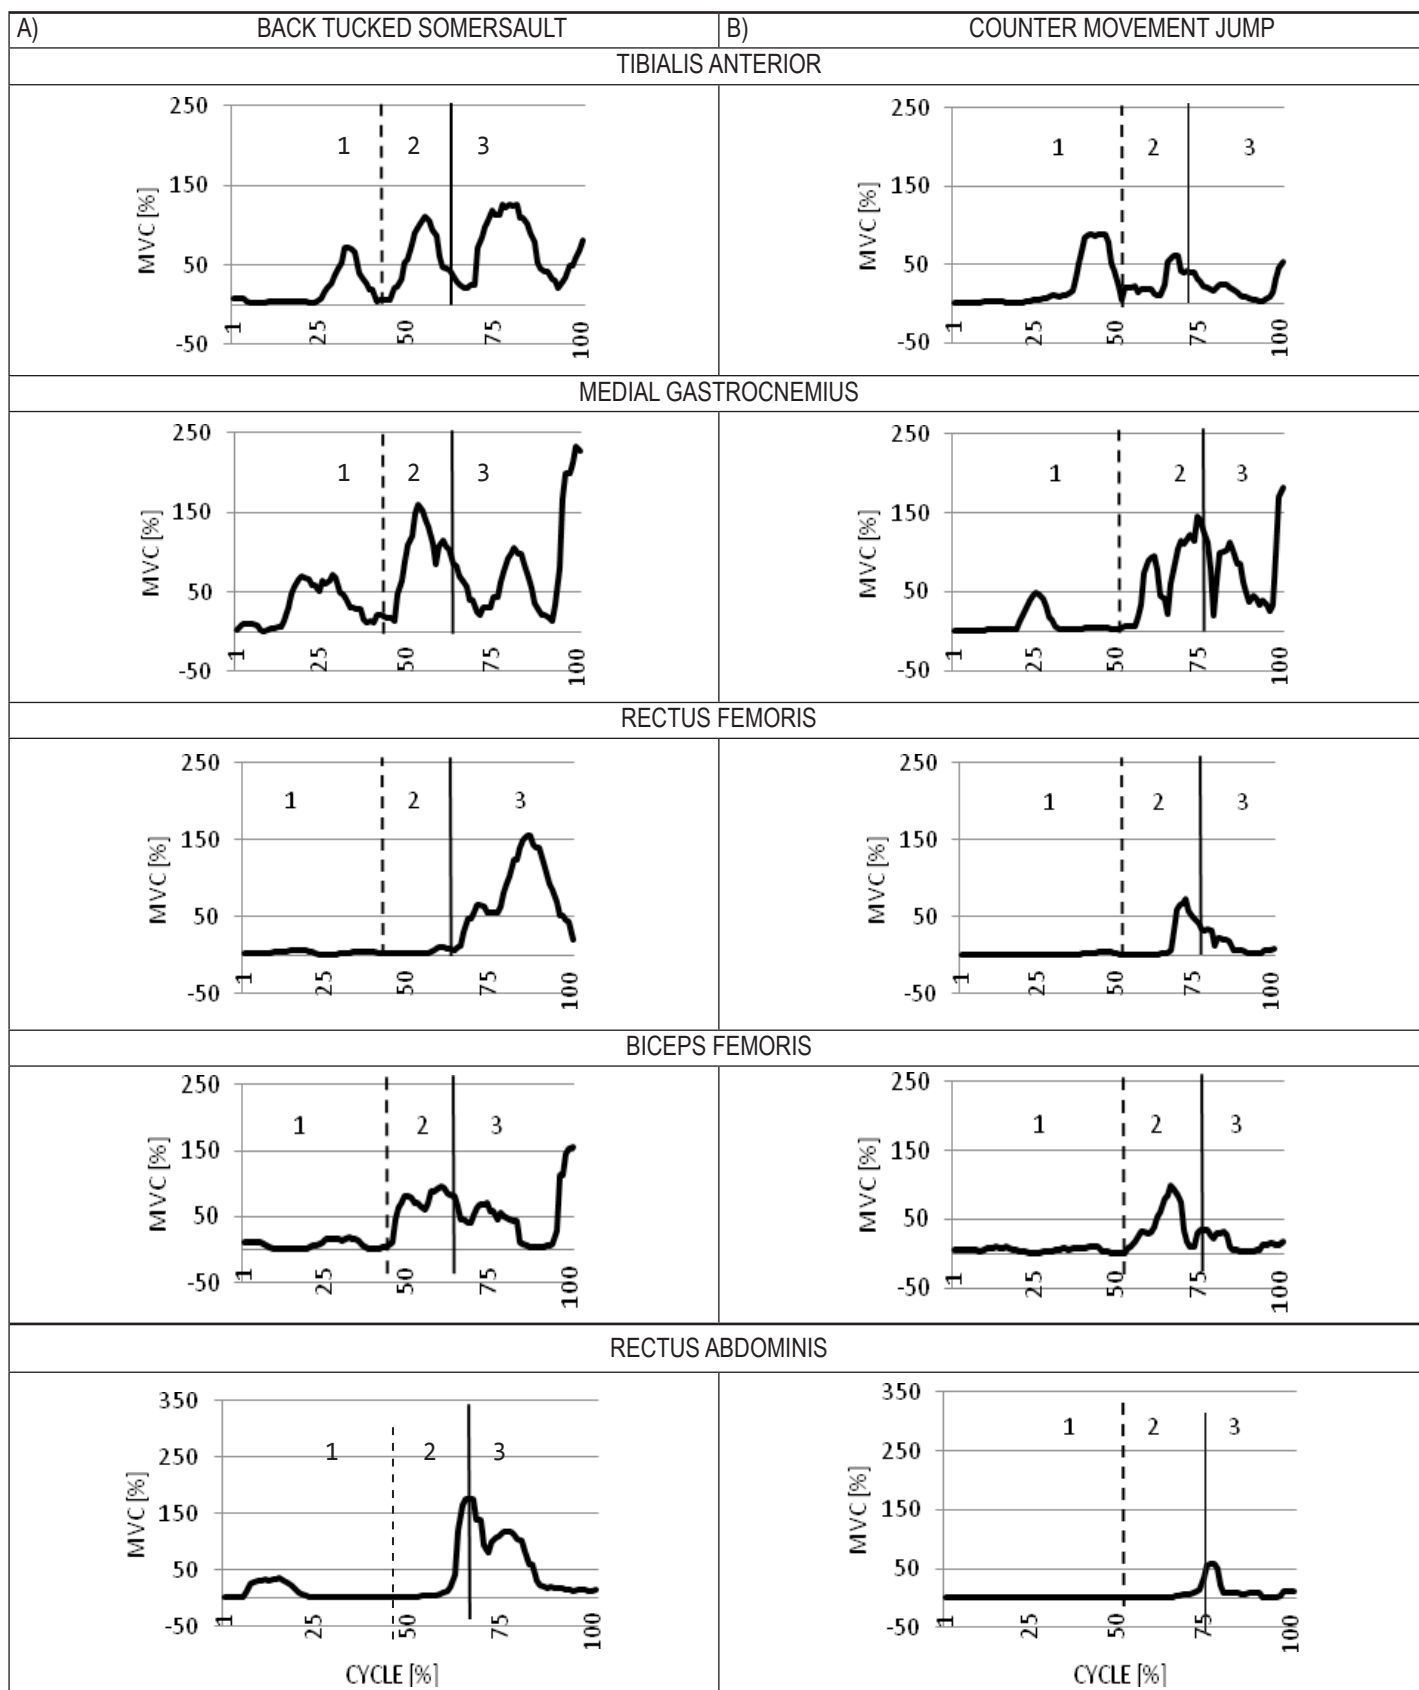 A) BACK TUCKED SOMERSAULT B) COUNTER MOVEMENT JUMP
TIBIALIS ANTERIOR
250
150
50
-50
MVC [%]
1 2 3
1 25 50 75 100
250
150
50
-50
MVC [%]
1 2 3
1 25 50 75 100
MEDIAL GASTROCNEMIUS
250
150
50
-50
MVC [%]
1 2 3
1 25 50 75 100
250
150
50
-50
MVC [%]
1 2 3
1 25 50 75 100
RECTUS FEMORIS
250
150
50
-50
MVC [%]
1 2 3
1 25 50 75 100
250
150
50
-50
MVC [%]
1 2 3
1 25 50 75 100
BICEPS FEMORIS
250
150
50
-50
MVC [%]
1 2 3
1 25 50 75 100
250
150
50
-50
MVC [%]
1 2 3
1 25 50 75 100
RECTUS ABDOMINIS
350
250
150
50
-50
MVC [%]
1 2 3
1 25 50 75 100
CYCLE [%]
350
250
150
50
-50
MVC [%]
1 2 3
1 25 50 75 100
CYCLE [%]